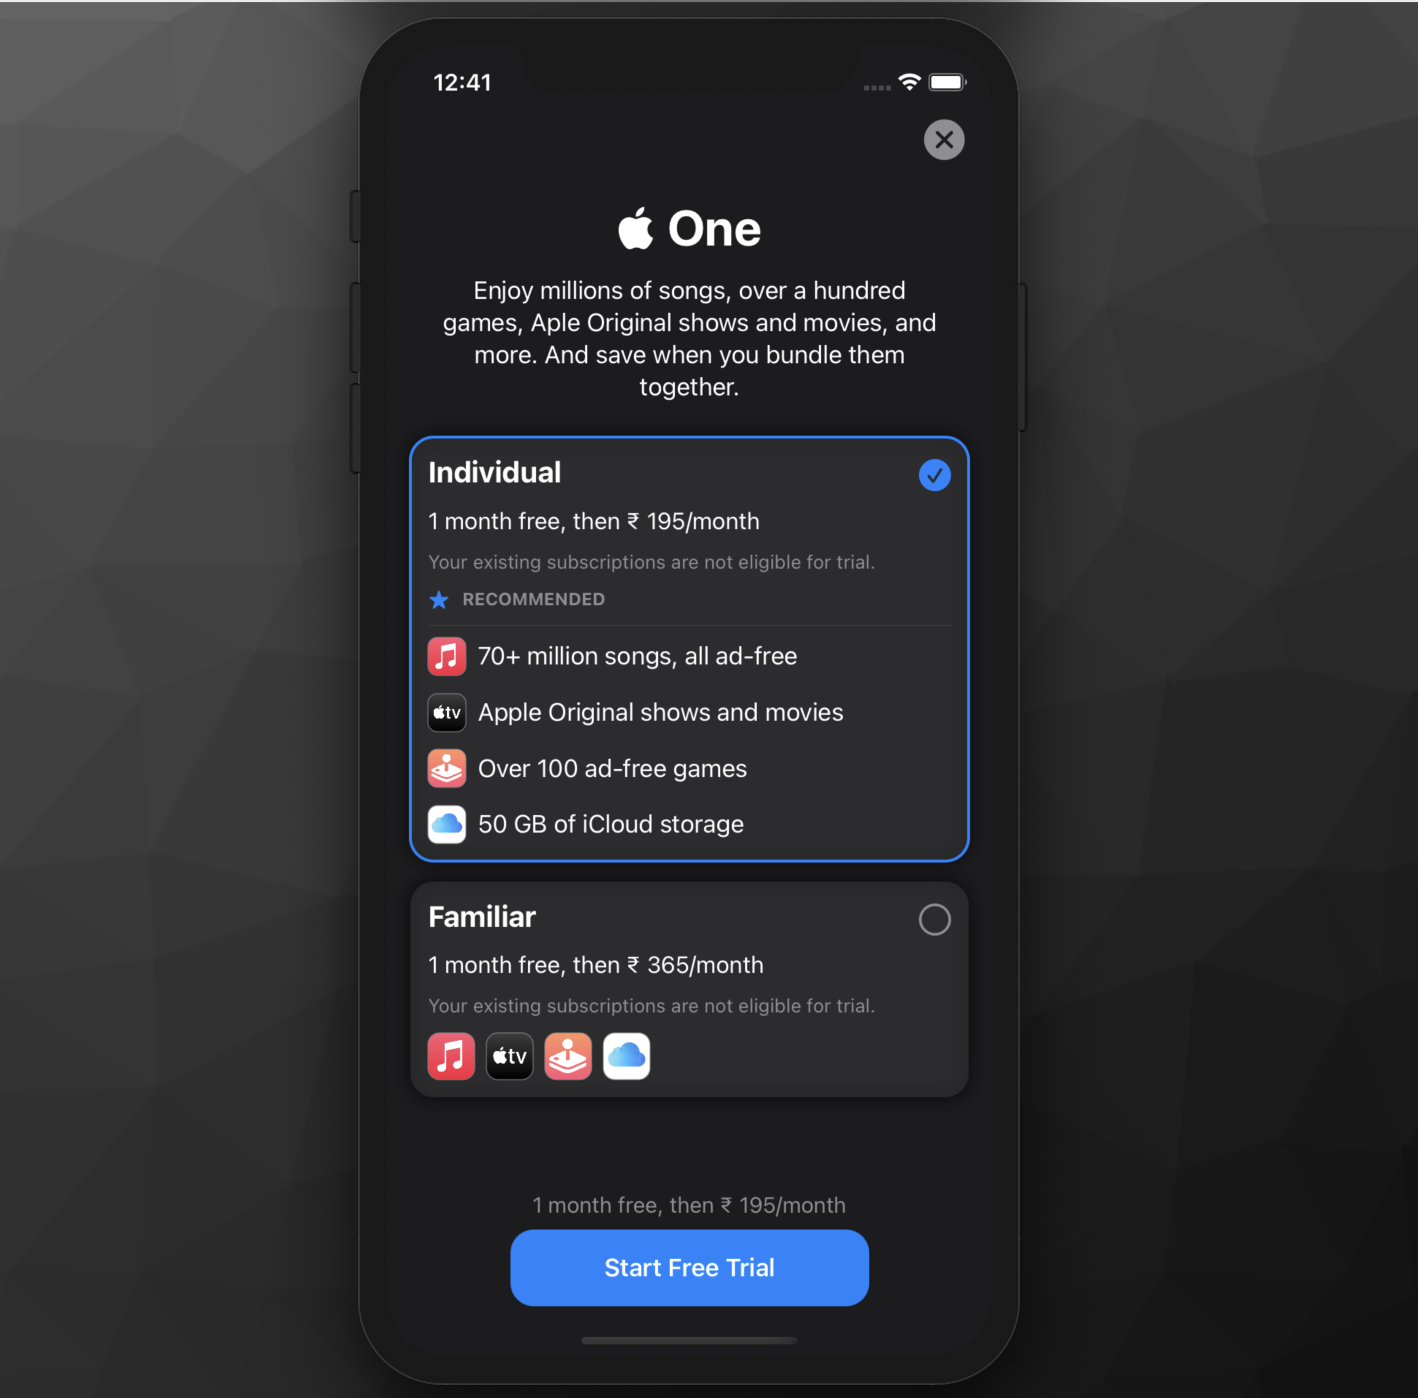 12:41
One
Enjoy millions of songs, over a hundred
games, Aple Original shows and movies, and
more. And save when you bundle them
together.
Individual
1 month free, then ₹ 195/month
Your existing subscriptions are not eligible for trial.
RECOMMENDED
70+ million songs, all ad-free
tv Apple Original shows and movies
Over 100 ad-free games
50 GB of iCloud storage
Familiar
1 month free, then ₹ 365/month
Your existing subscriptions are not eligible for trial.
tv
1 month free, then ₹ 195/month
Start Free Trial